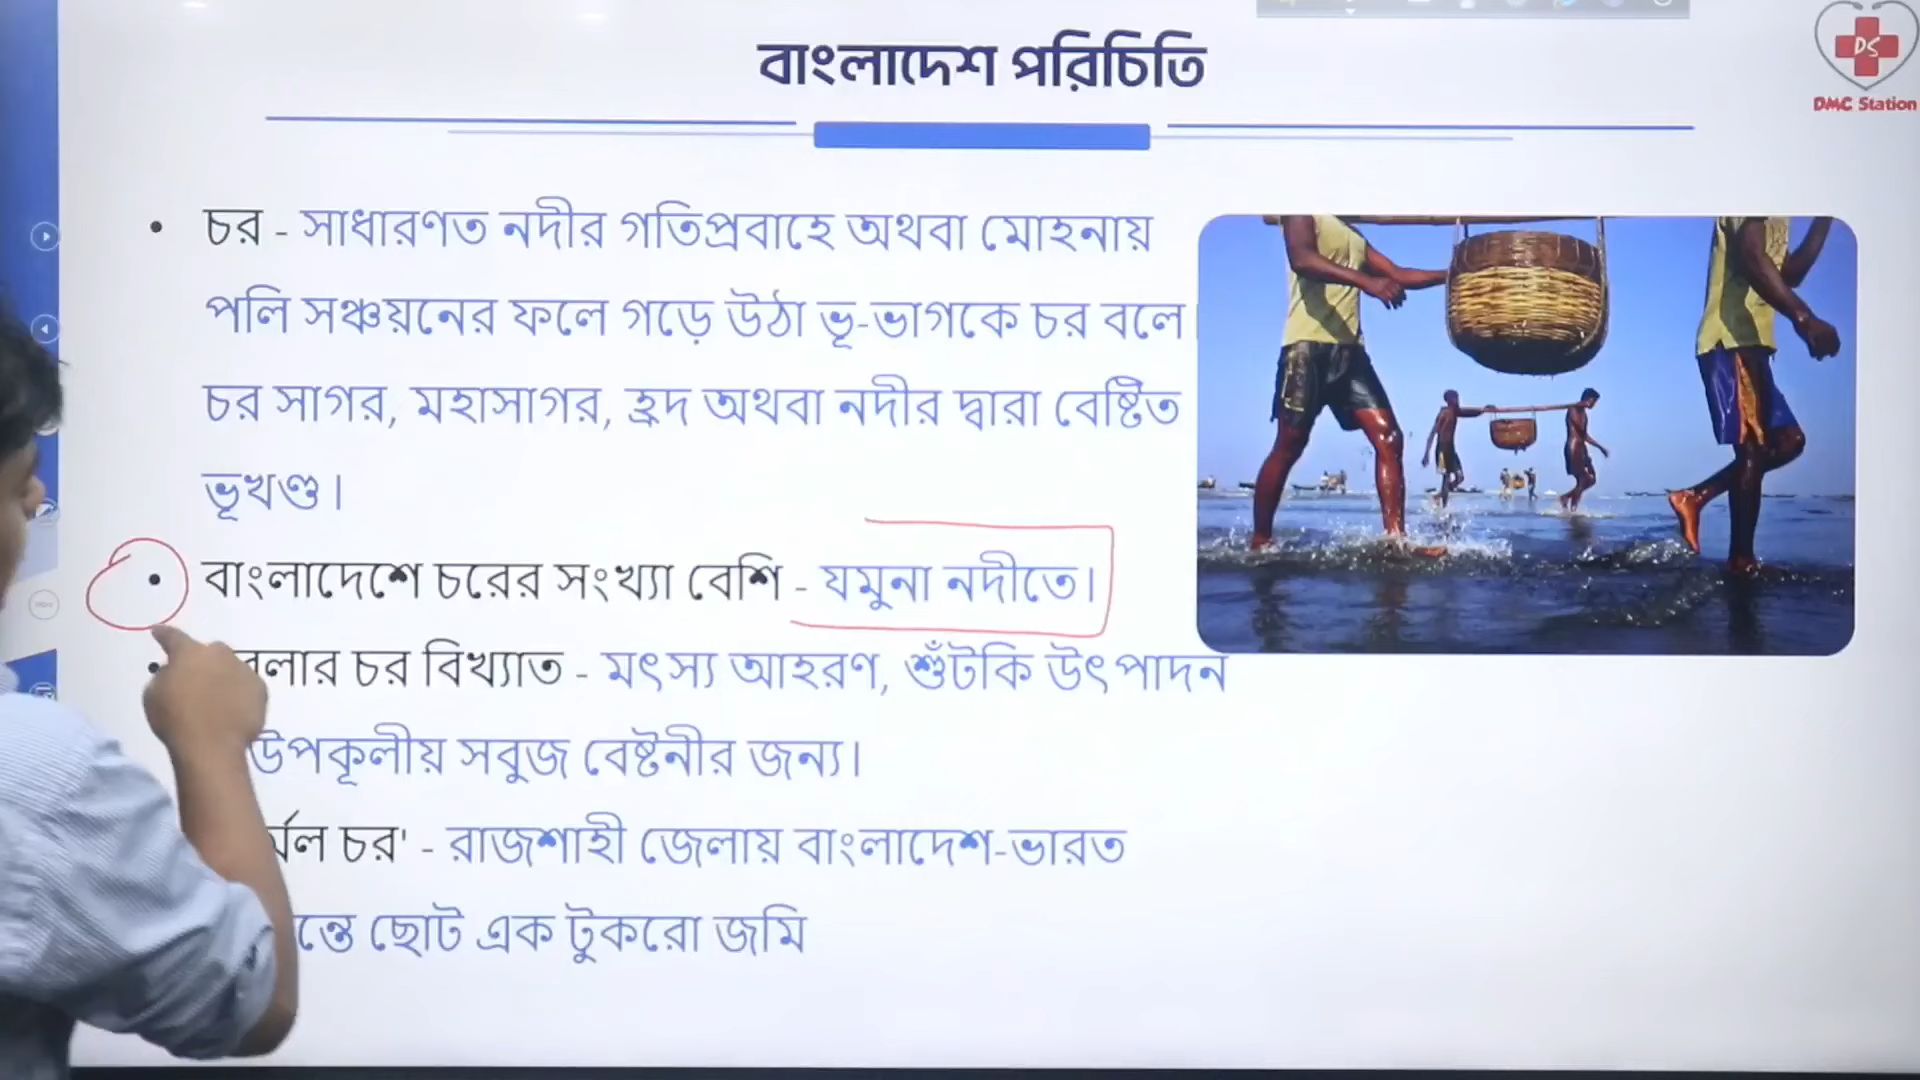 বাংলাদেশ পরিচিতি
DS
DMC Station
• চর - সাধারণত নদীর গতিপ্রবাহে অথবা মোহনায়
পলি সঞ্চয়নের ফলে গড়ে উঠা ভূ-ভাগকে চর বলে
চর সাগর, মহাসাগর, হ্রদ অথবা নদীর দ্বারা বেষ্টিত
ভূখণ্ড।
• বাংলাদেশে চরের সংখ্যা বেশি - যমুনা নদীতে।
• চর বিখ্যাত - মৎস্য আহরণ, শুঁটকি উৎপাদন
উপকূলীয় সবুজ বেষ্টনীর জন্য।
চর' - রাজশাহী জেলায় বাংলাদেশ-ভারত
ছোট এক টুকরো জমি